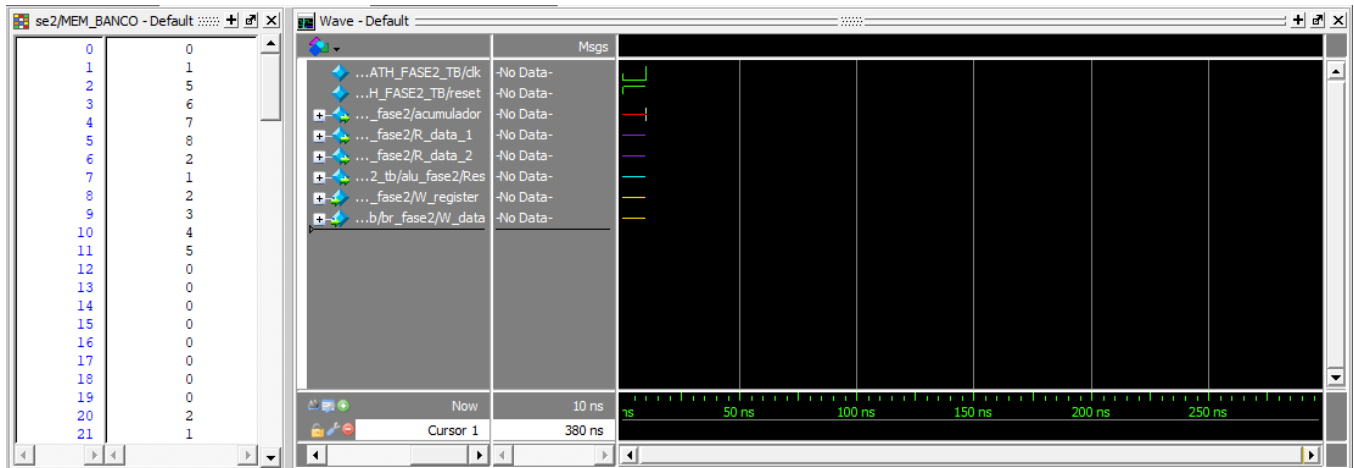 se2/MEM_BANCO - Default
0 0
1 1
2 5
3 6
4 7
5 8
6 2
7 1
8 2
9 3
10 4
11 5
12 0
13 0
14 0
15 0
16 0
17 0
18 0
19 0
20 2
21 1
Wave - Default
Msgs
...ATH_FASE2_TB/clk -No Data-
...H_FASE2_TB/reset -No Data-
..._fase2/acumulador -No Data-
..._fase2/R_data_1 -No Data-
..._fase2/R_data_2 -No Data-
...2_tb/alu_fase2/Res -No Data-
..._fase2/W_register -No Data-
...b/br_fase2/W_data -No Data-
Now 10 ns
ns 50 ns 100 ns 150 ns 200 ns 250 ns
Cursor 1 380 ns